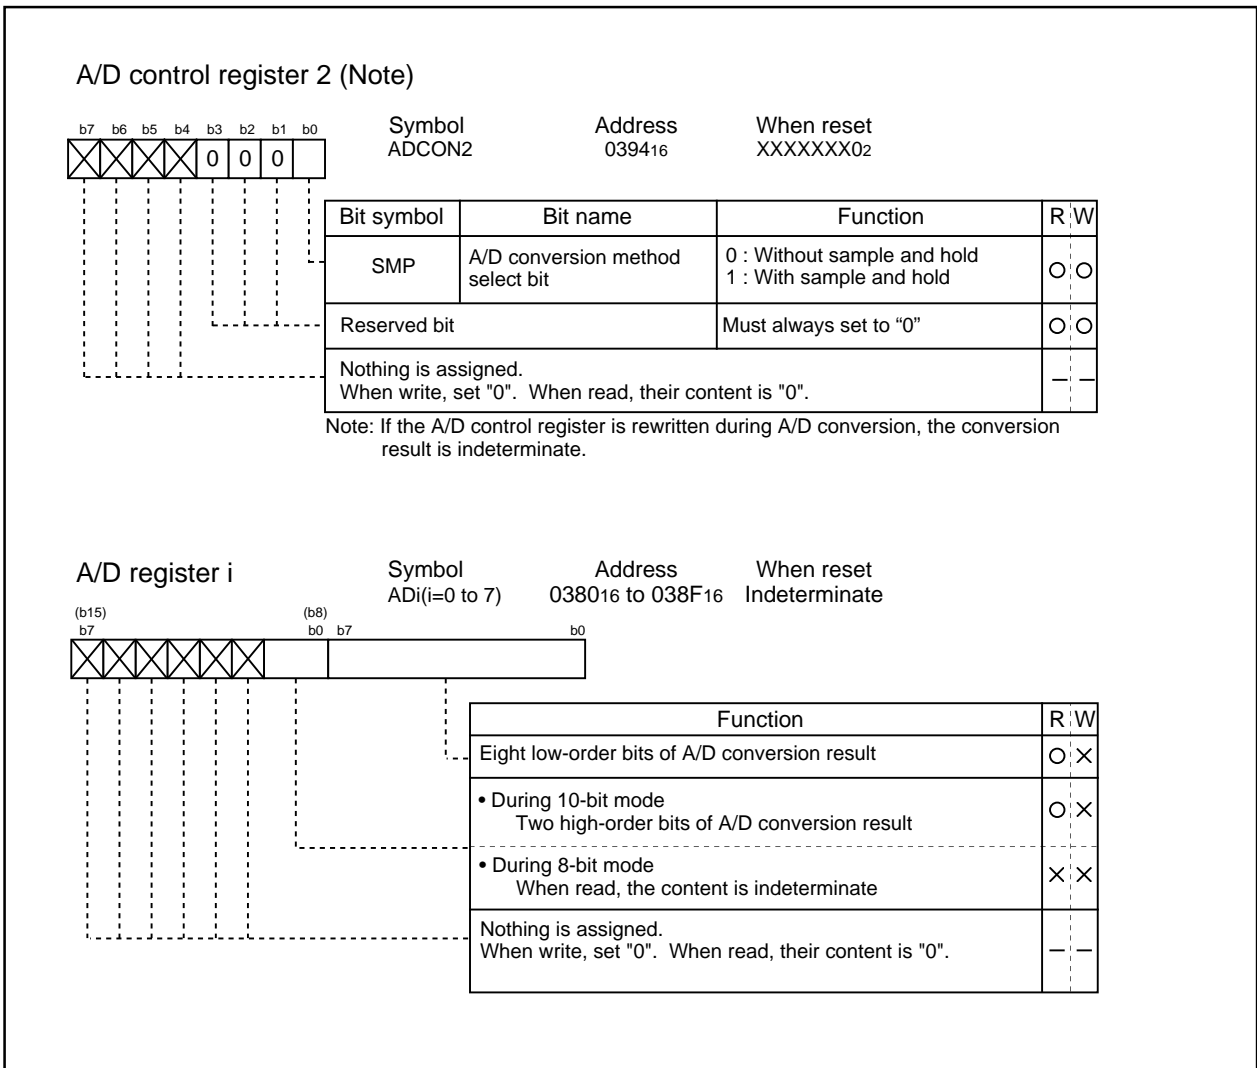 A/D control register 2 (Note)
b7 b6 b5 b4 b3 b2 b1 b0
0 0 0
Symbol Address When reset
ADCON2 039416 XXXXXXX02
Bit symbol Bit name Function R W
SMP A/D conversion method select bit 0 : Without sample and hold
1 : With sample and hold
Reserved bit Must always set to “0”
Nothing is assigned.
When write, set "0". When read, their content is "0".
Note: If the A/D control register is rewritten during A/D conversion, the conversion
result is indeterminate.
A/D register i
Symbol Address When reset
ADi(i=0 to 7) 038016 to 038F16 Indeterminate
(b15) (b8)
b7 b0 b7 b0
Function R W
Eight low-order bits of A/D conversion result
• During 10-bit mode
Two high-order bits of A/D conversion result
• During 8-bit mode
When read, the content is indeterminate
Nothing is assigned.
When write, set "0". When read, their content is "0".